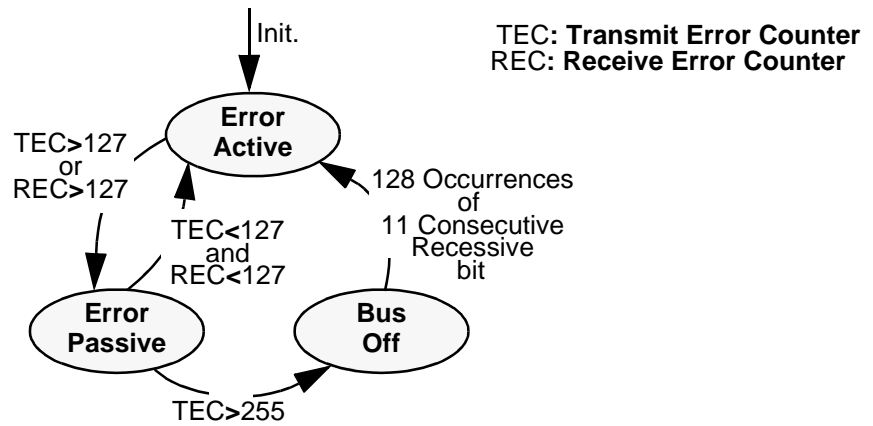 Init.
TEC: Transmit Error Counter
REC: Receive Error Counter
Error
Active
TEC>127
or
REC>127
TEC<127
and
REC<127
128 Occurrences
of
11 Consecutive
Recessive
bit
Error
Passive
Bus
Off
TEC>255